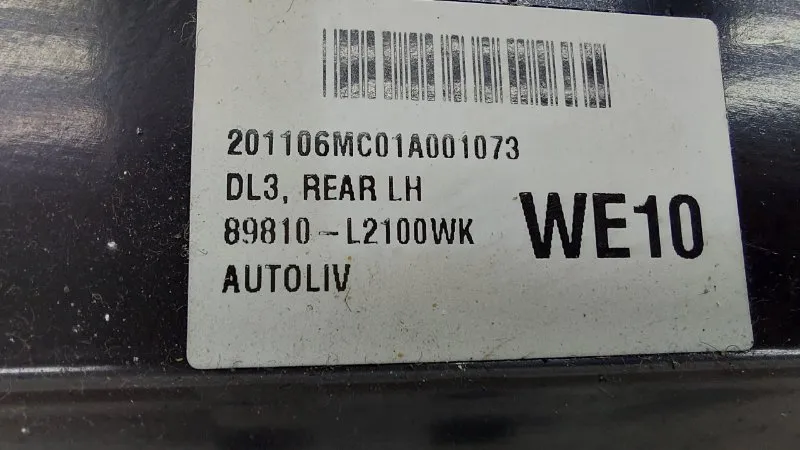 201106MC01A001073
DL3, REAR LH
89810-L2100WK
AUTOLIV
WE10